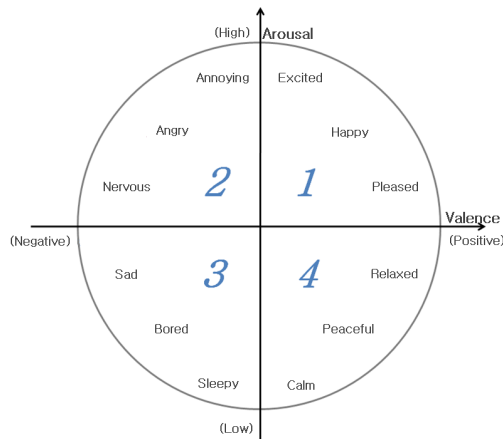 (High) Arousal
Annoying Excited
Angry Happy
2 1
Nervous Pleased
Valence
(Negative) (Positive)
3 4
Sad Relaxed
Bored Peaceful
Sleepy Calm
(Low)